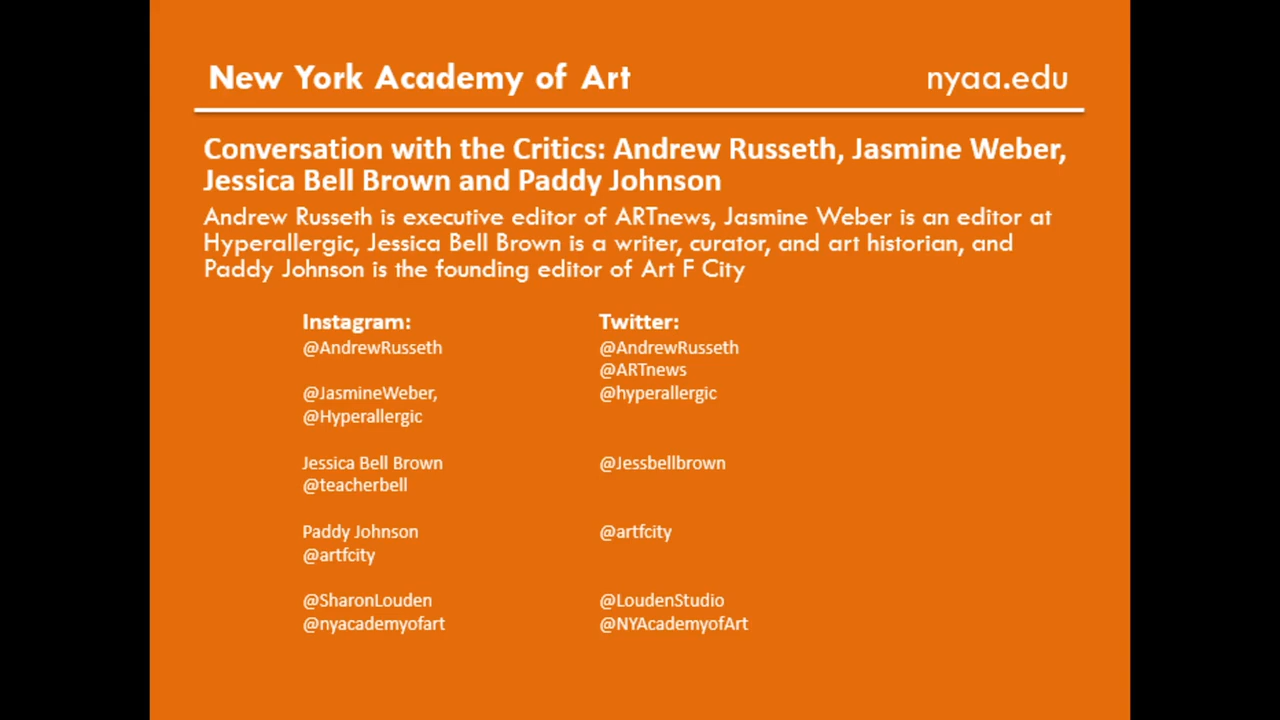 New York Academy of Art
nyaa.edu
Conversation with the Critics: Andrew Russeth, Jasmine Weber,
Jessica Bell Brown and Paddy Johnson
Andrew Russeth is executive editor of ARTnews, Jasmine Weber is an editor at
Hyperallergic, Jessica Bell Brown is a writer, curator, and art historian, and
Paddy Johnson is the founding editor of Art F City
Instagram:
@AndrewRusseth
@JasmineWeber,
@Hyperallergic
Jessica Bell Brown
@teacherbell
Paddy Johnson
@artfcity
@SharonLouden
@nyacademyofart
Twitter:
@AndrewRusseth
@ARTnews
@hyperallergic
@Jessbellbrown
@artfcity
@LoudenStudio
@NYAcademyofArt